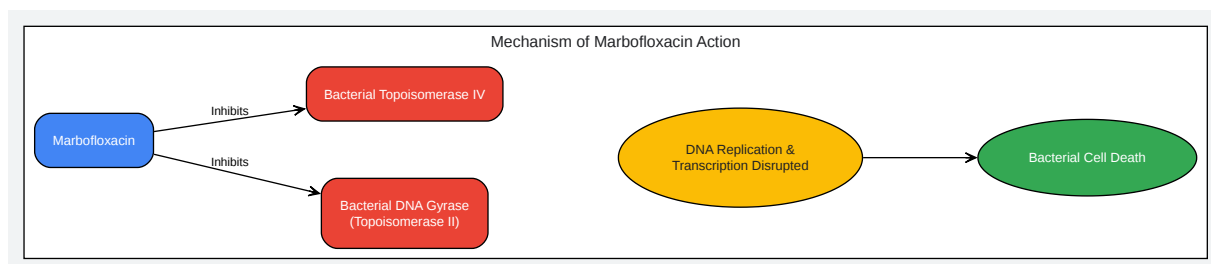 Mechanism of Marbofloxacin Action
Marbofloxacin
Inhibits
Bacterial Topoisomerase IV
Inhibits
Bacterial DNA Gyrase
(Topoisomerase II)
DNA Replication &
Transcription Disrupted
Bacterial Cell Death